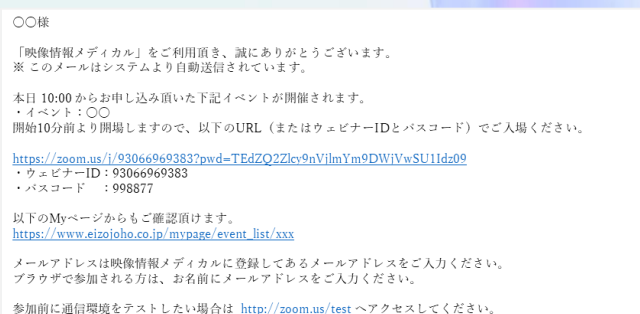 〇〇様
「映像情報メディカル」をご利用頂き、誠にありがとうございます。
※ このメールはシステムより自動送信されています。
本日 10:00 からお申し込み頂いた下記イベントが開催されます。
・イベント：〇〇
開始10分前より開場しますので、以下のURL（またはウェビナーIDとパスコード）でご入場ください。
https://zoom.us/j/93066969383?pwd=TEdZQ2Zlcy9nVjlmYm9DWjVwSU1Idz09
・ウェビナーID：93066969383
・パスコード　：998877
以下のMyページからもご確認頂けます。
https://www.eizojoho.co.jp/mypage/event_list/xxx
メールアドレスは映像情報メディカルに登録してあるメールアドレスをご入力ください。
ブラウザで参加される方は、お名前にメールアドレスをご入力ください。
参加前に通信環境をテストしたい場合は http://zoom.us/test へアクセスしてください。